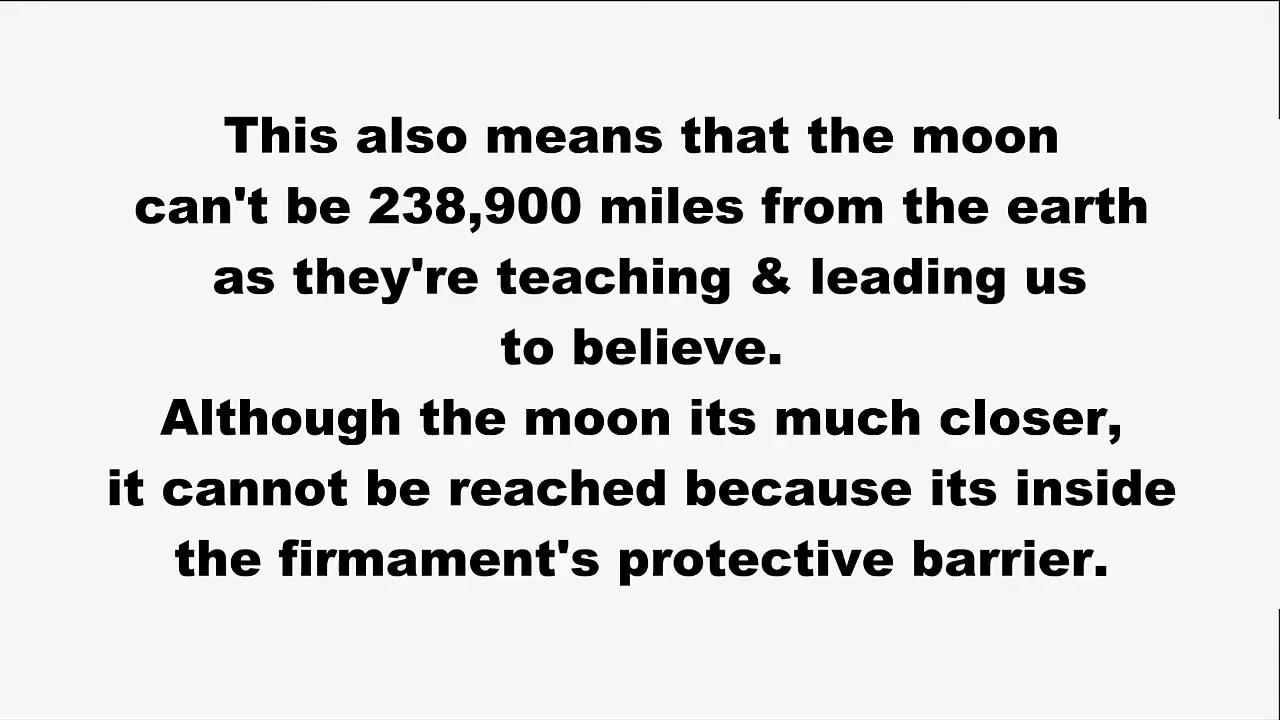 This also means that the moon
can't be 238,900 miles from the earth
as they're teaching & leading us
to believe.
Although the moon its much closer,
it cannot be reached because its inside
the firmament's protective barrier.